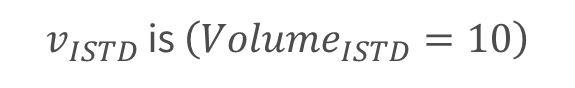 v_ISTD is (Volume_ISTD = 10)